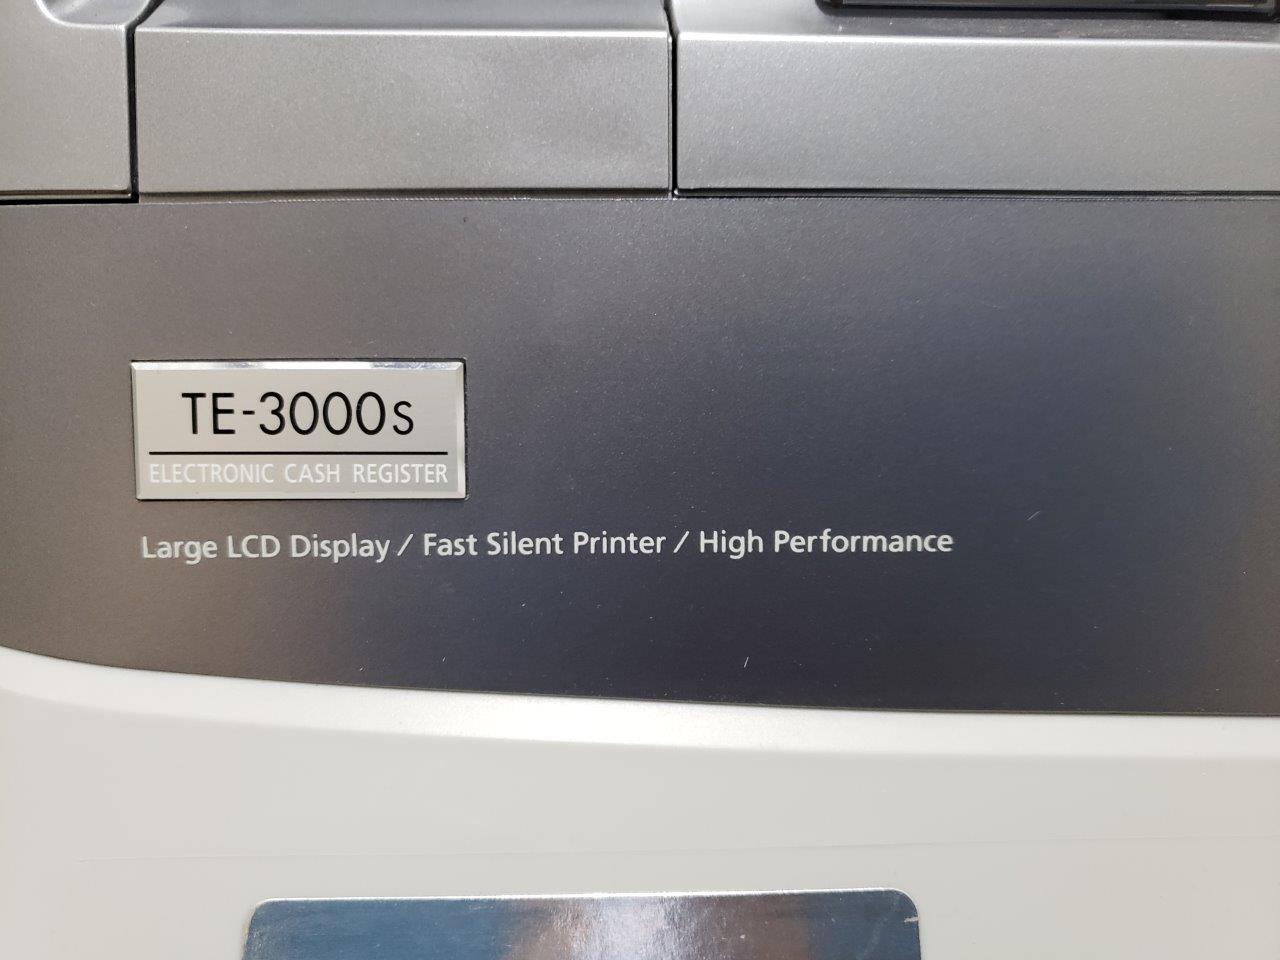 TE-3000s
ELECTRONIC CASH REGISTER
Large LCD Display / Fast Silent Printer / High Performance